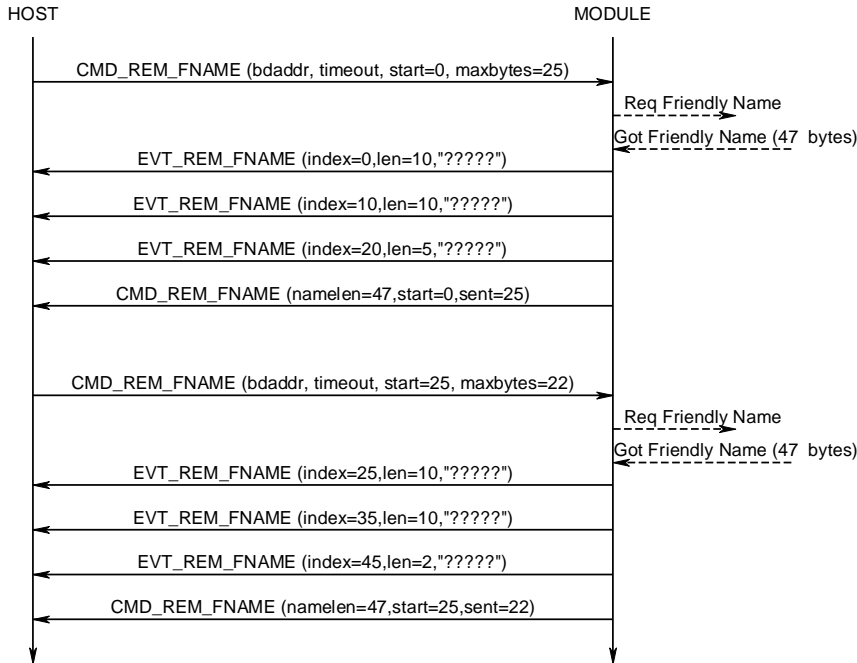 HOST MODULE
CMD_REM_FNAME (bdaddr, timeout, start=0, maxbytes=25)
Req Friendly Name
Got Friendly Name (47 bytes)
EVT_REM_FNAME (index=0,len=10,"?????")
EVT_REM_FNAME (index=10,len=10,"?????")
EVT_REM_FNAME (index=20,len=5,"?????")
CMD_REM_FNAME (namelen=47,start=0,sent=25)
CMD_REM_FNAME (bdaddr, timeout, start=25, maxbytes=22)
Req Friendly Name
Got Friendly Name (47 bytes)
EVT_REM_FNAME (index=25,len=10,"?????")
EVT_REM_FNAME (index=35,len=10,"?????")
EVT_REM_FNAME (index=45,len=2,"?????")
CMD_REM_FNAME (namelen=47,start=25,sent=22)